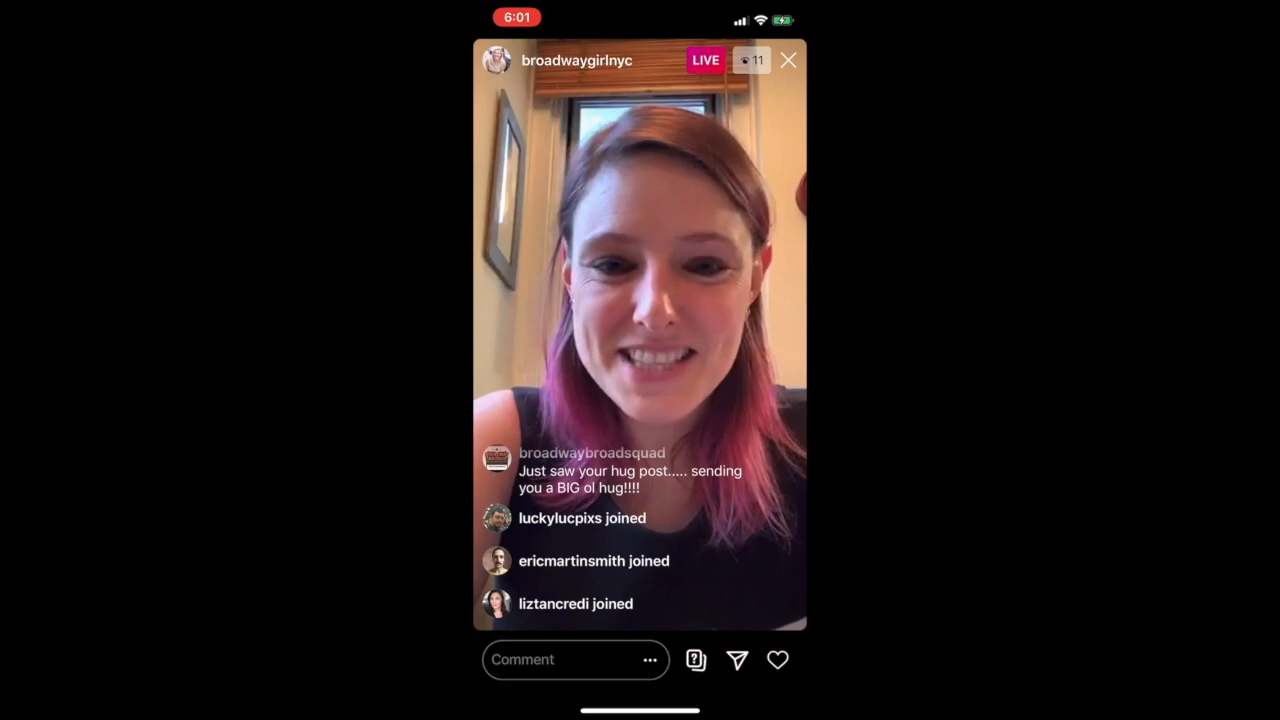 6:01
broadwaygirlnyc
LIVE
11
broadwaybroadsquad
Just saw your hug post..... sending
you a BIG ol hug!!!!
luckylucpixs joined
ericmartinsmith joined
liztancredi joined
Comment